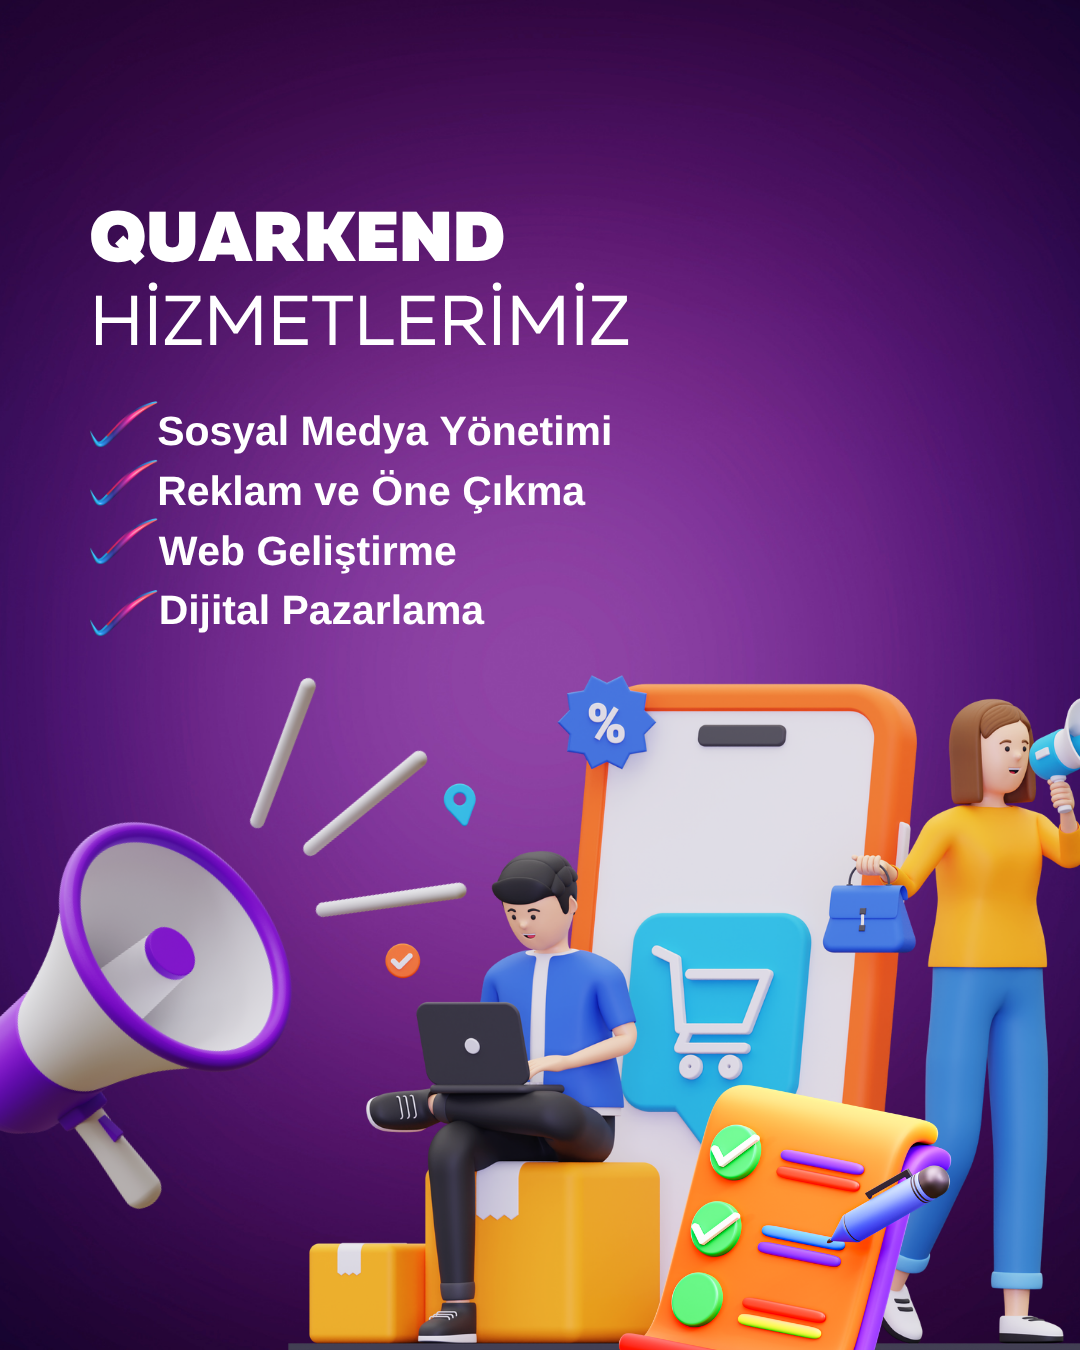 QUARKEND
HİZMETLERİMİZ
Sosyal Medya Yönetimi
Reklam ve Öne Çıkma
Web Geliştirme
Dijital Pazarlama
%